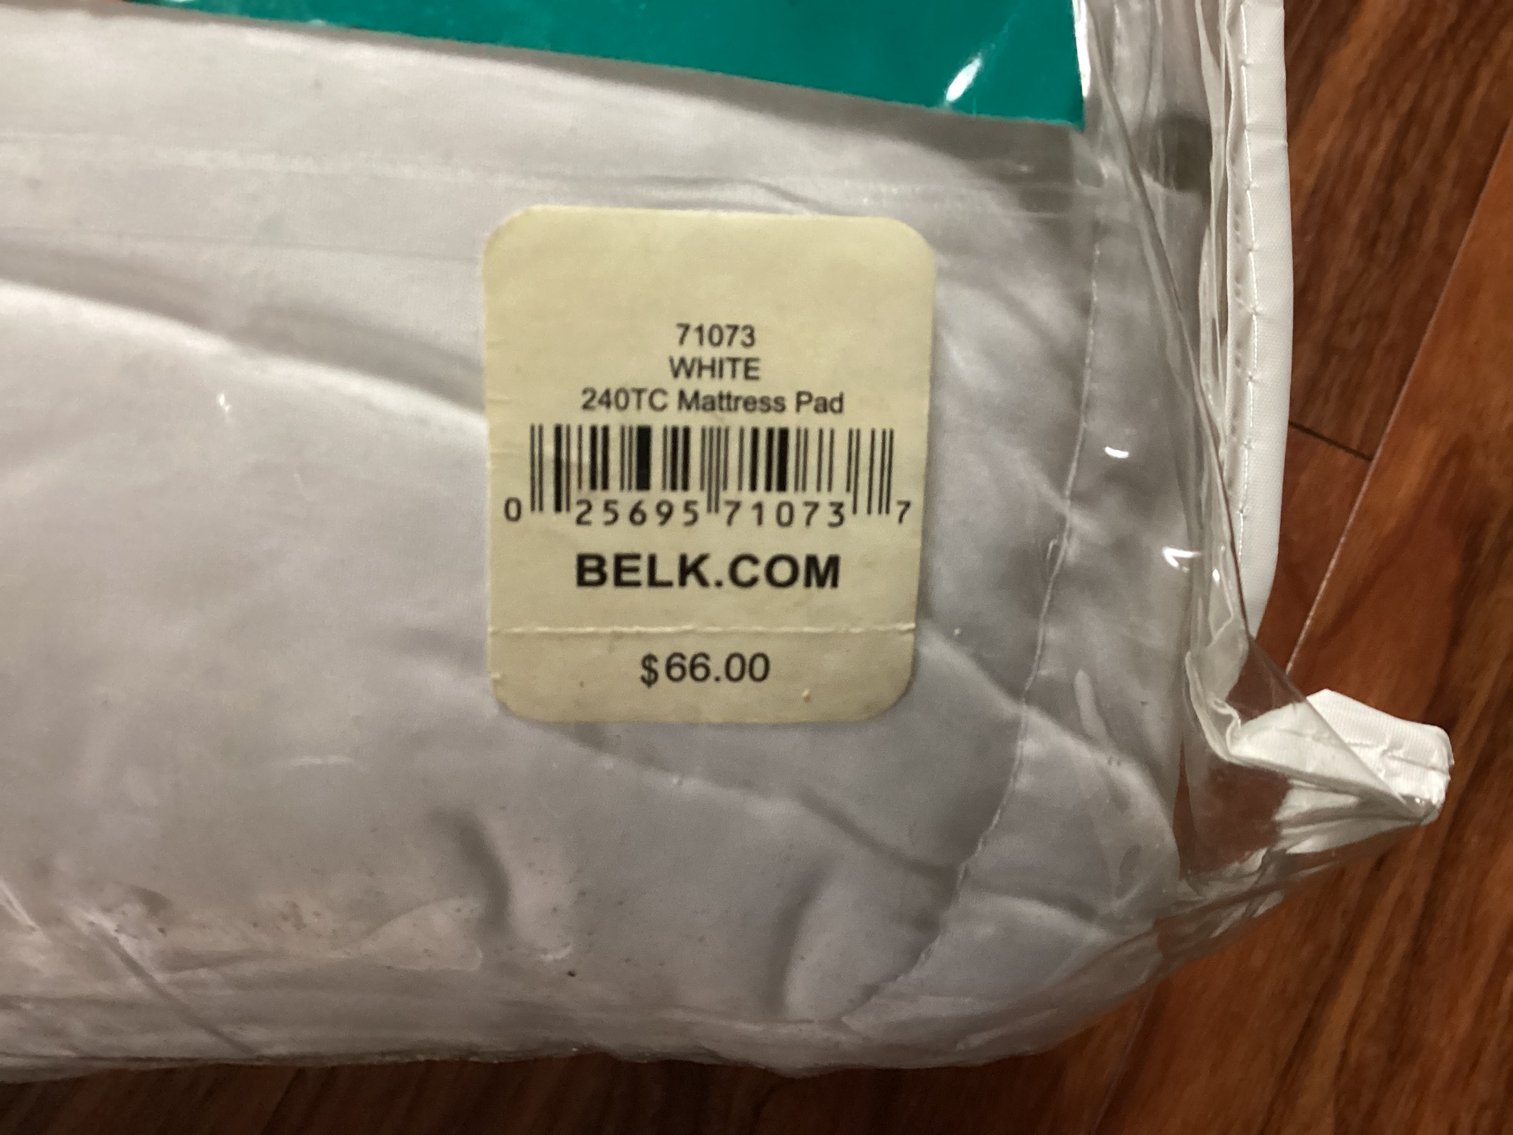 71073
WHITE
240TC Mattress Pad
0 25695 71073 7
BELK.COM
$66.00